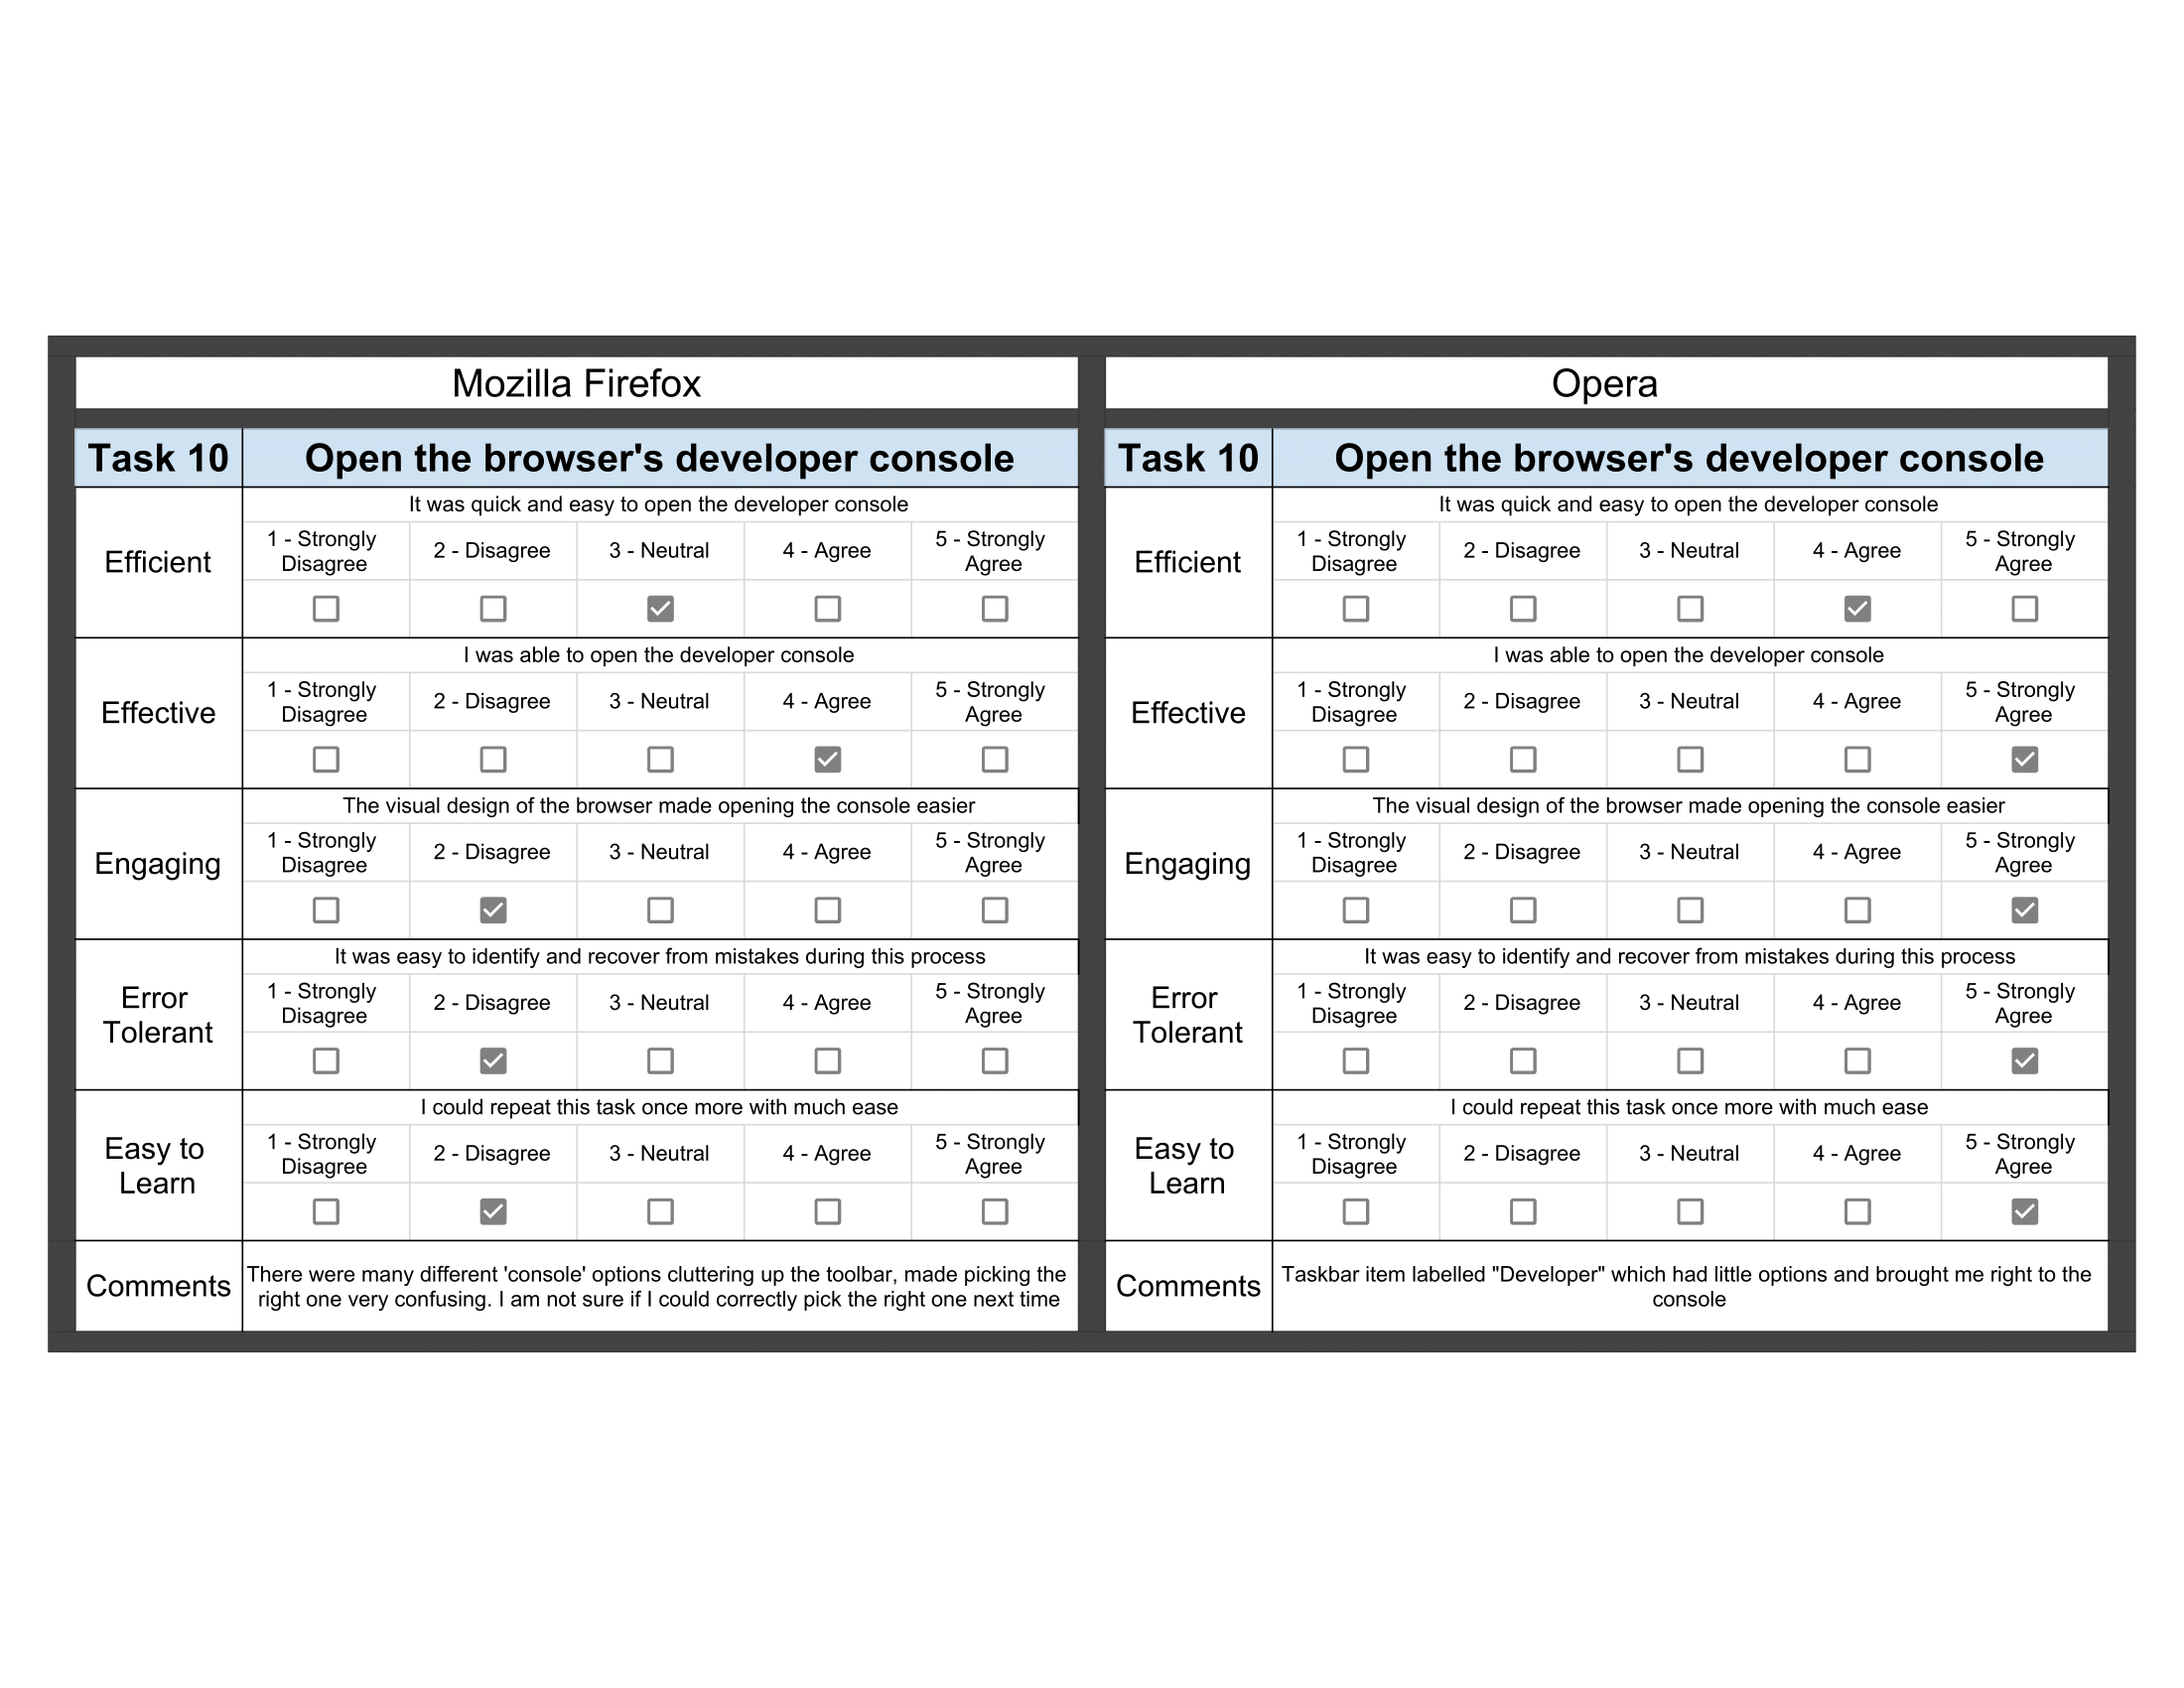 Mozilla Firefox
Task 10
Open the browser's developer console
Efficient
It was quick and easy to open the developer console
1 - Strongly
Disagree
2 - Disagree
3 - Neutral
4 - Agree
5 - Strongly
Agree
Effective
I was able to open the developer console
1 - Strongly
Disagree
2 - Disagree
3 - Neutral
4 - Agree
5 - Strongly
Agree
Engaging
The visual design of the browser made opening the console easier
1 - Strongly
Disagree
2 - Disagree
3 - Neutral
4 - Agree
5 - Strongly
Agree
Error
Tolerant
It was easy to identify and recover from mistakes during this process
1 - Strongly
Disagree
2 - Disagree
3 - Neutral
4 - Agree
5 - Strongly
Agree
Easy to
Learn
I could repeat this task once more with much ease
1 - Strongly
Disagree
2 - Disagree
3 - Neutral
4 - Agree
5 - Strongly
Agree
Comments
There were many different 'console' options cluttering up the toolbar, made picking the
right one very confusing. I am not sure if I could correctly pick the right one next time
Opera
Task 10
Open the browser's developer console
Efficient
It was quick and easy to open the developer console
1 - Strongly
Disagree
2 - Disagree
3 - Neutral
4 - Agree
5 - Strongly
Agree
Effective
I was able to open the developer console
1 - Strongly
Disagree
2 - Disagree
3 - Neutral
4 - Agree
5 - Strongly
Agree
Engaging
The visual design of the browser made opening the console easier
1 - Strongly
Disagree
2 - Disagree
3 - Neutral
4 - Agree
5 - Strongly
Agree
Error
Tolerant
It was easy to identify and recover from mistakes during this process
1 - Strongly
Disagree
2 - Disagree
3 - Neutral
4 - Agree
5 - Strongly
Agree
Easy to
Learn
I could repeat this task once more with much ease
1 - Strongly
Disagree
2 - Disagree
3 - Neutral
4 - Agree
5 - Strongly
Agree
Comments
Taskbar item labelled "Developer" which had little options and brought me right to the
console